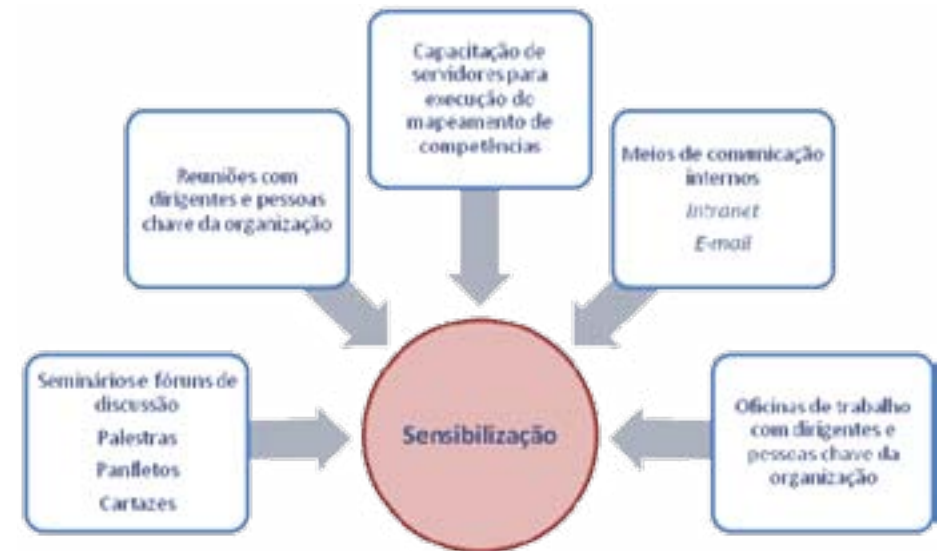 Capacitação de
servidores para
execução do
mapeamento de
competências
Reuniões com
dirigentes e pessoas
chave da organização
Meios de comunicação
internos
Intranet
E-mail
Seminários e fóruns de
discussão
Palestras
Panfletos
Cartazes
Sensibilização
Oficinas de trabalho
com dirigentes e
pessoas chave da
organização